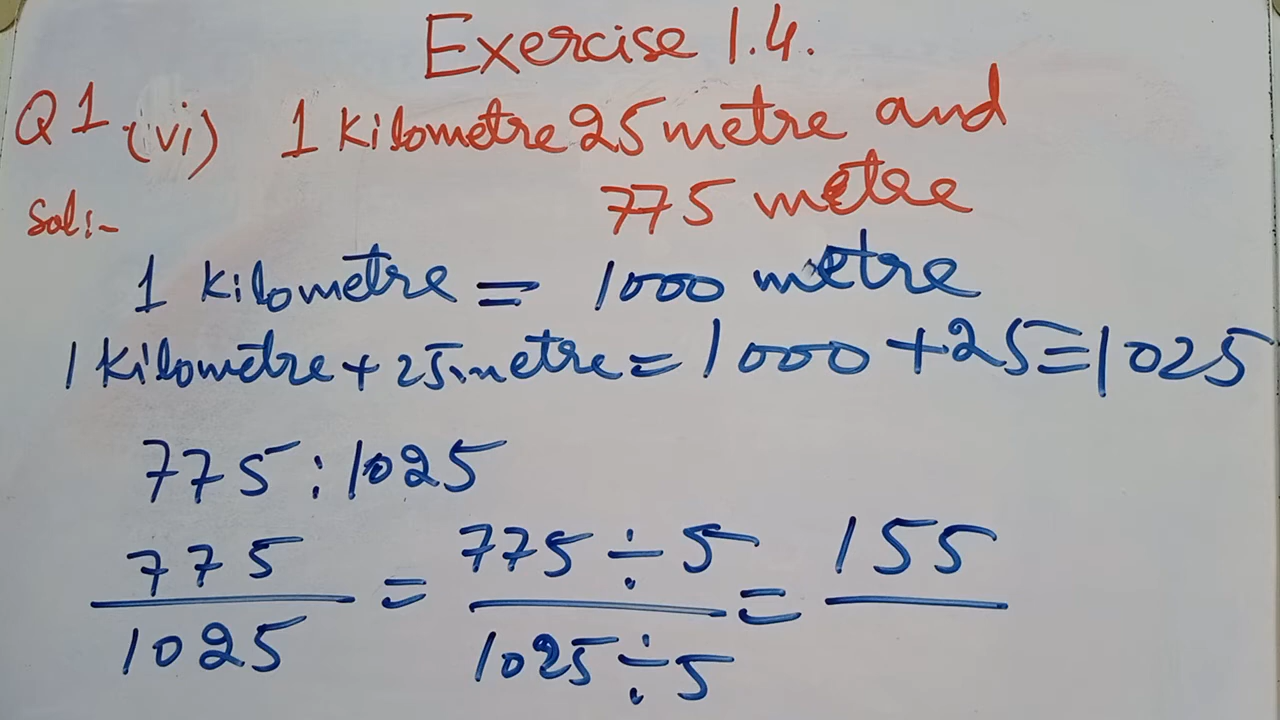 Exercise 1.4.
Q1.(vi) 1 Kilometre 25 metre and
775 metre
Sol:-
1 Kilometre = 1000 metre
1 Kilometre + 25 metre = 1000 + 25 = 1025
775 : 1025
775/1025 = 775 ÷ 5/1025 ÷ 5 = 155/